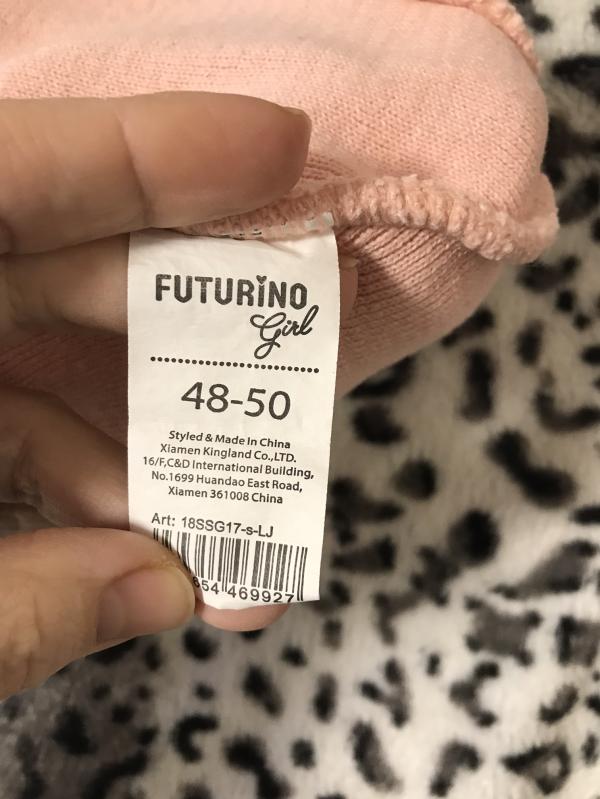 FUTURINO
Girl
48-50
Styled & Made In China
Xiamen Kingland Co.,LTD.
16/F,C&D International Building,
No.1699 Huandao East Road,
Xiamen 361008 China
Art: 18SSG17-s-LJ
469927